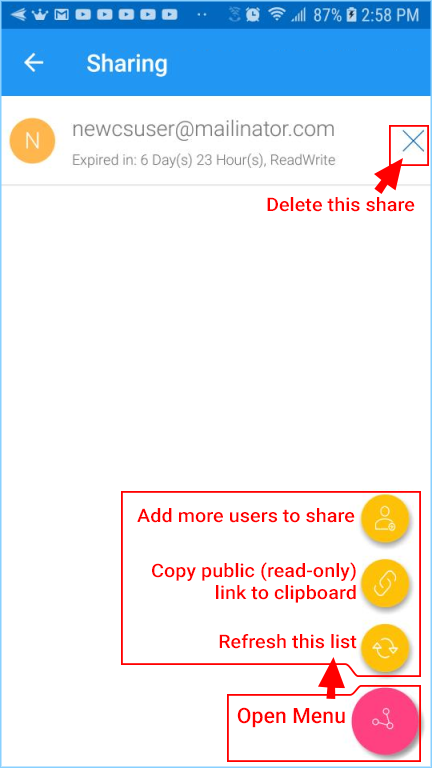 87% 2:58 PM
Sharing
N
newcsuser@mailinator.com
Expired in: 6 Day(s) 23 Hour(s), ReadWrite
Delete this share
Add more users to share
Copy public (read-only)
link to clipboard
Refresh this list
Open Menu